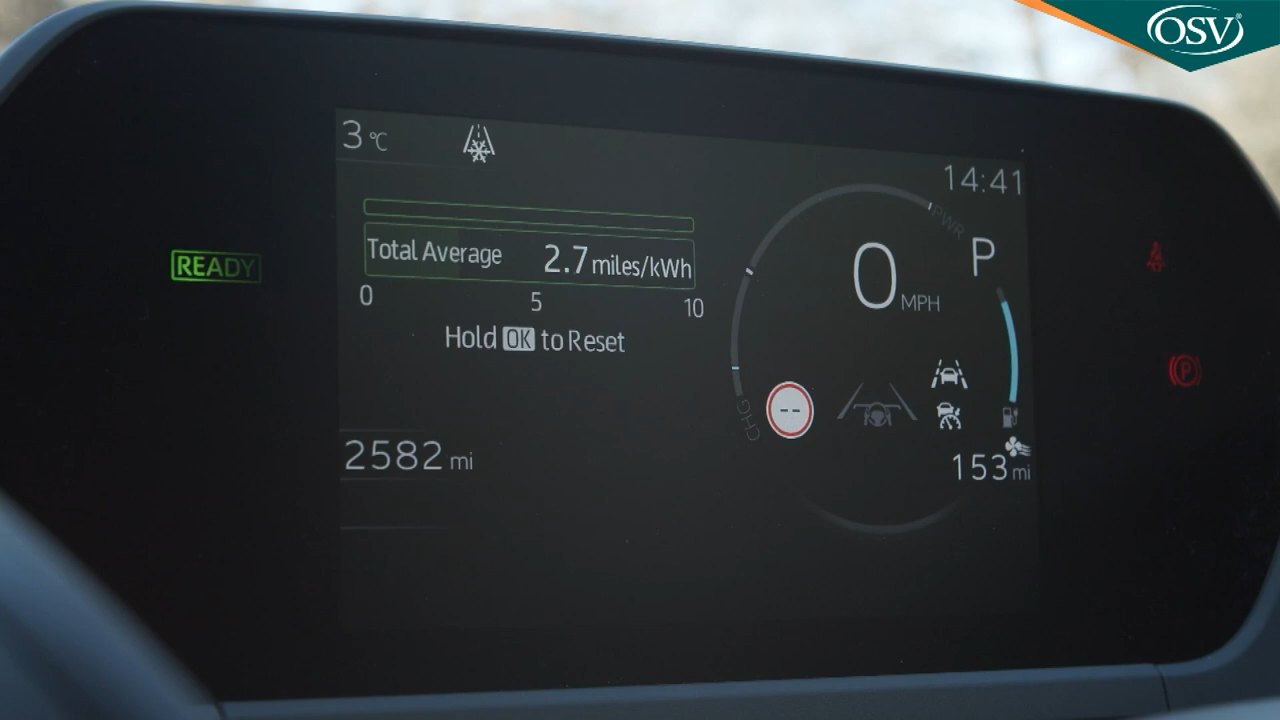 OSV®
3 °C
14:41
READY
PWR
Total Average 2.7 miles/kWh
0 MPH
P
0 5 10
Hold OK to Reset
--
CHG
P
2582 mi
153 mi